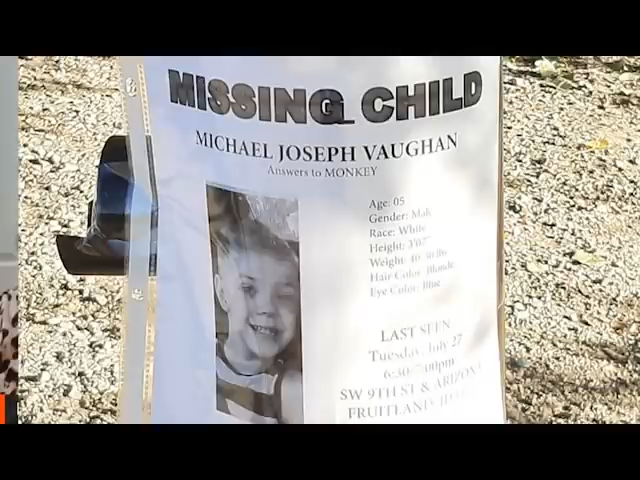 MISSING CHILD
MICHAEL JOSEPH VAUGHAN
Answers to MONKEY
Age: 05
Gender: Male
Race: White
Height: 3'07"
Weight:
Hair Color: Blonde
Eye Color: Blue
LAST SEEN
Tuesday, July 27
SW 9TH ST &
FRUITLAND